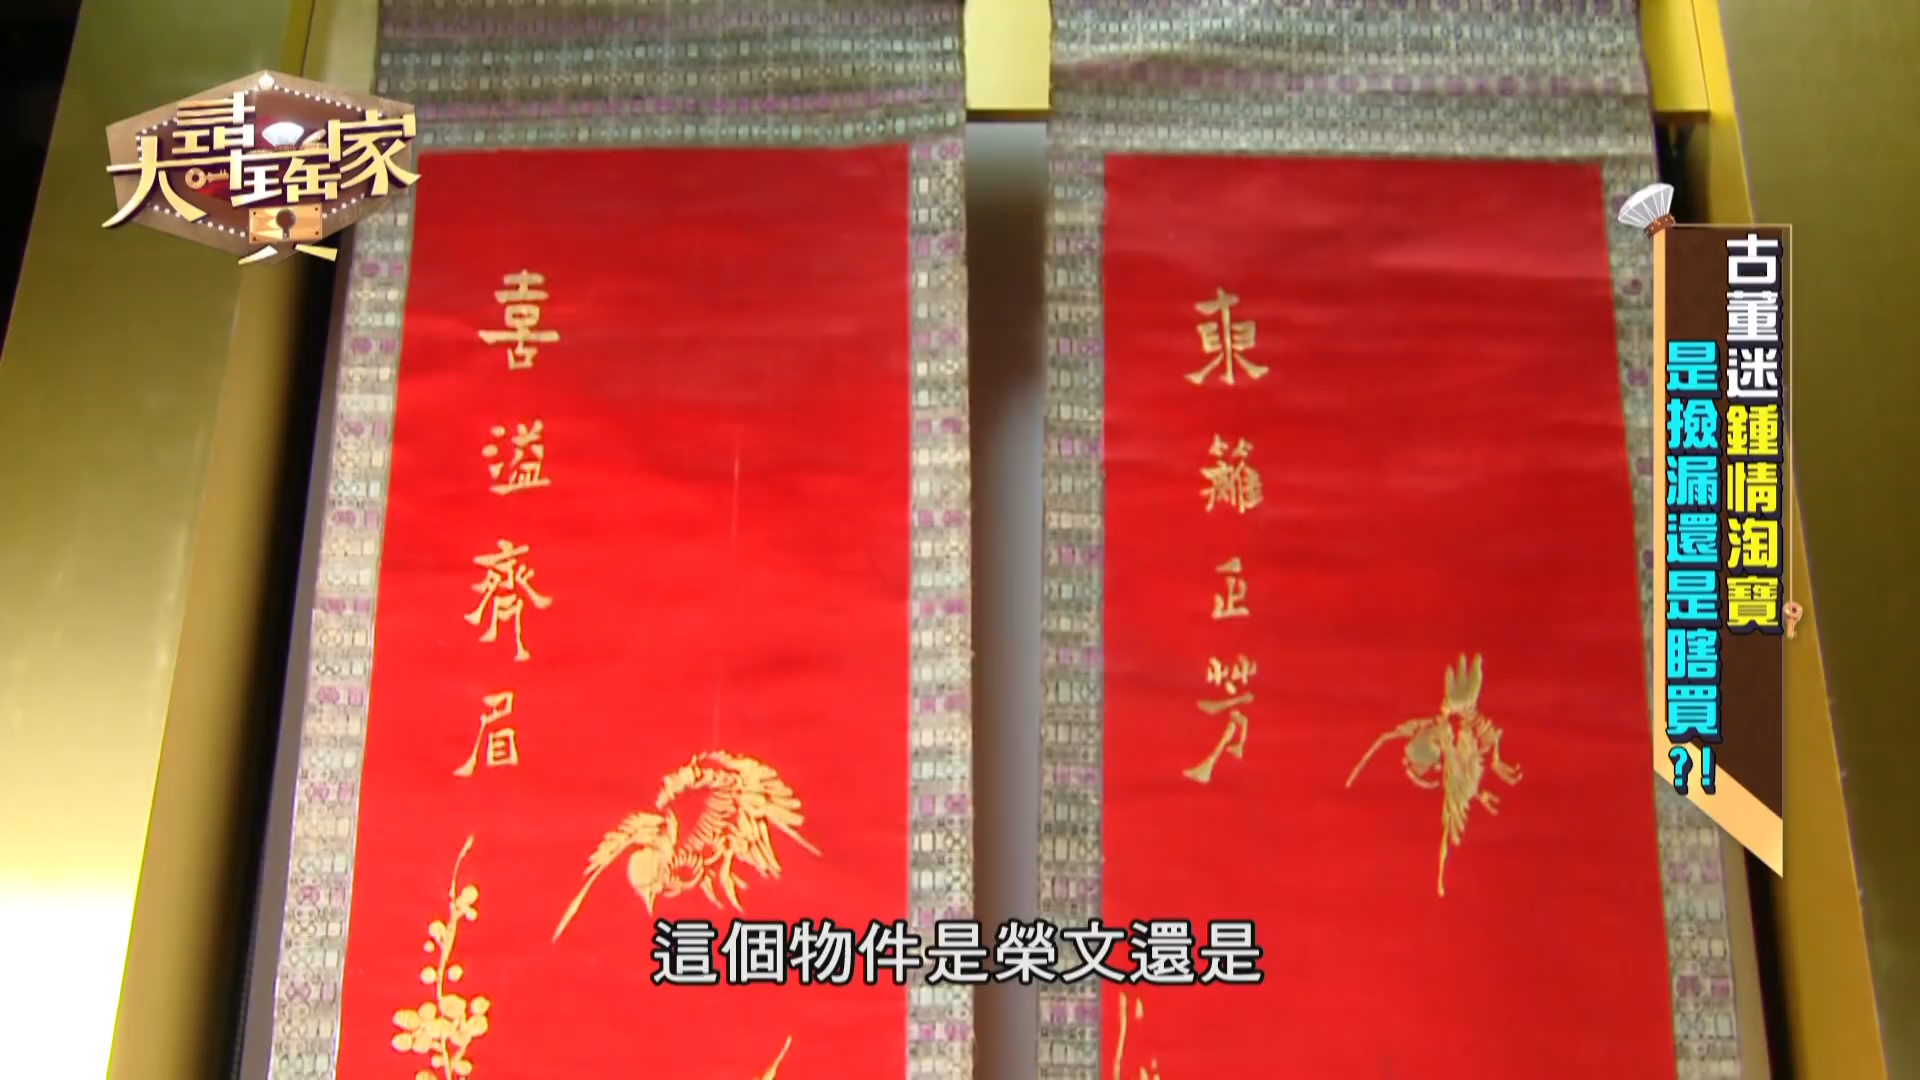 大尋寶家
古董迷鍾情淘寶
是撿漏還是瞎買?!
東籬正芳
喜溢齊眉
這個物件是榮文還是